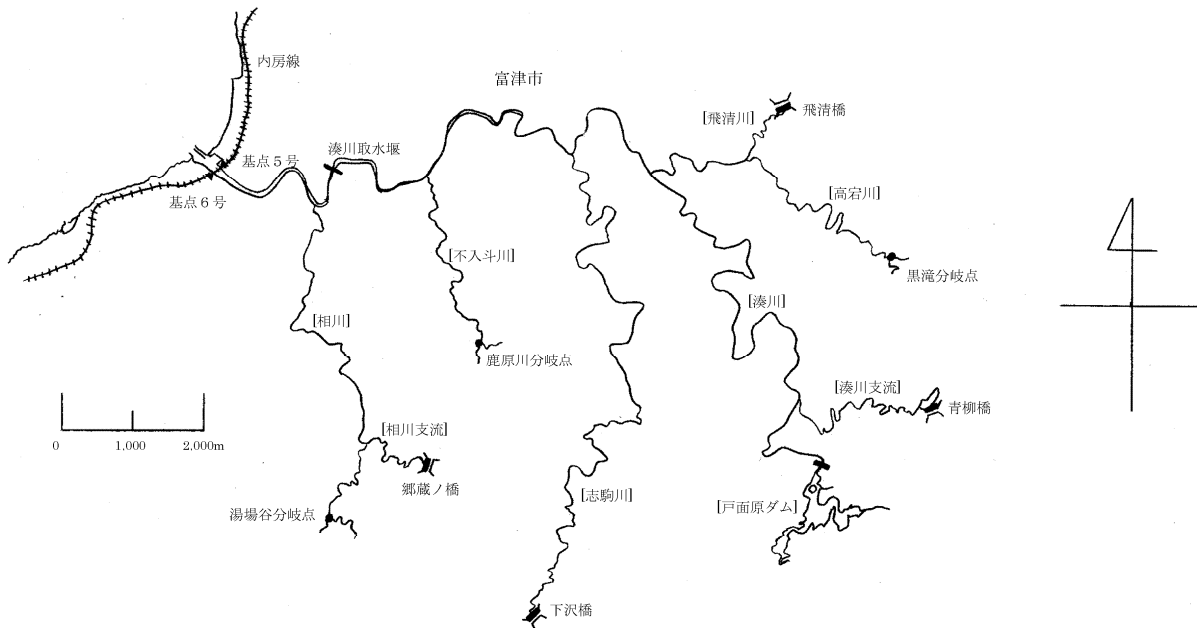 内房線
富津市
[飛清川]
飛清橋
湊川取水堰
基点５号
基点６号
[高宕川]
[不入斗川]
黒滝分岐点
[湊川]
[相川]
鹿原川分岐点
[湊川支流]
青柳橋
0 1,000 2,000m
[相川支流]
郷蔵ノ橋
[志駒川]
[戸面原ダム]
湯場谷分岐点
下沢橋